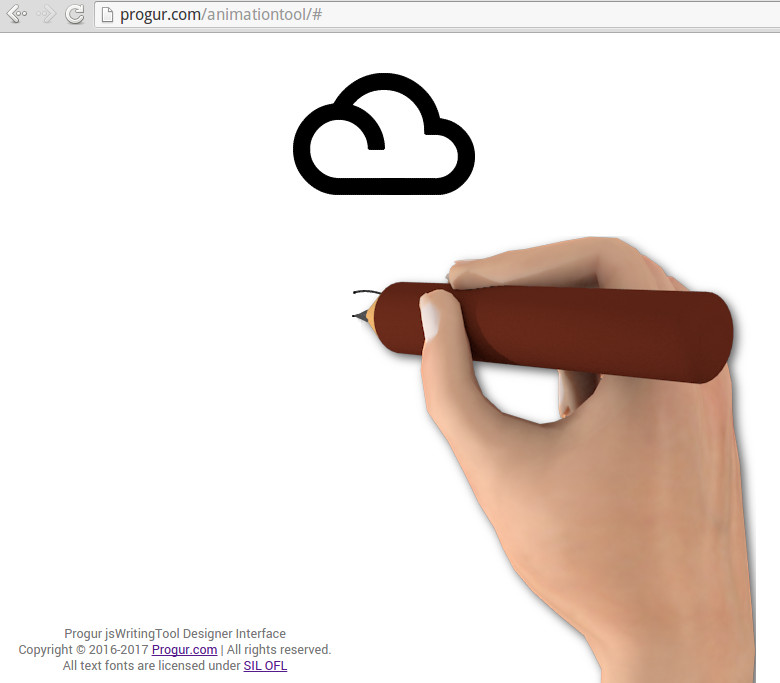 progur.com/animationtool/#
Progur jsWritingTool Designer Interface
Copyright © 2016-2017 Progur.com | All rights reserved.
All text fonts are licensed under SIL OFL